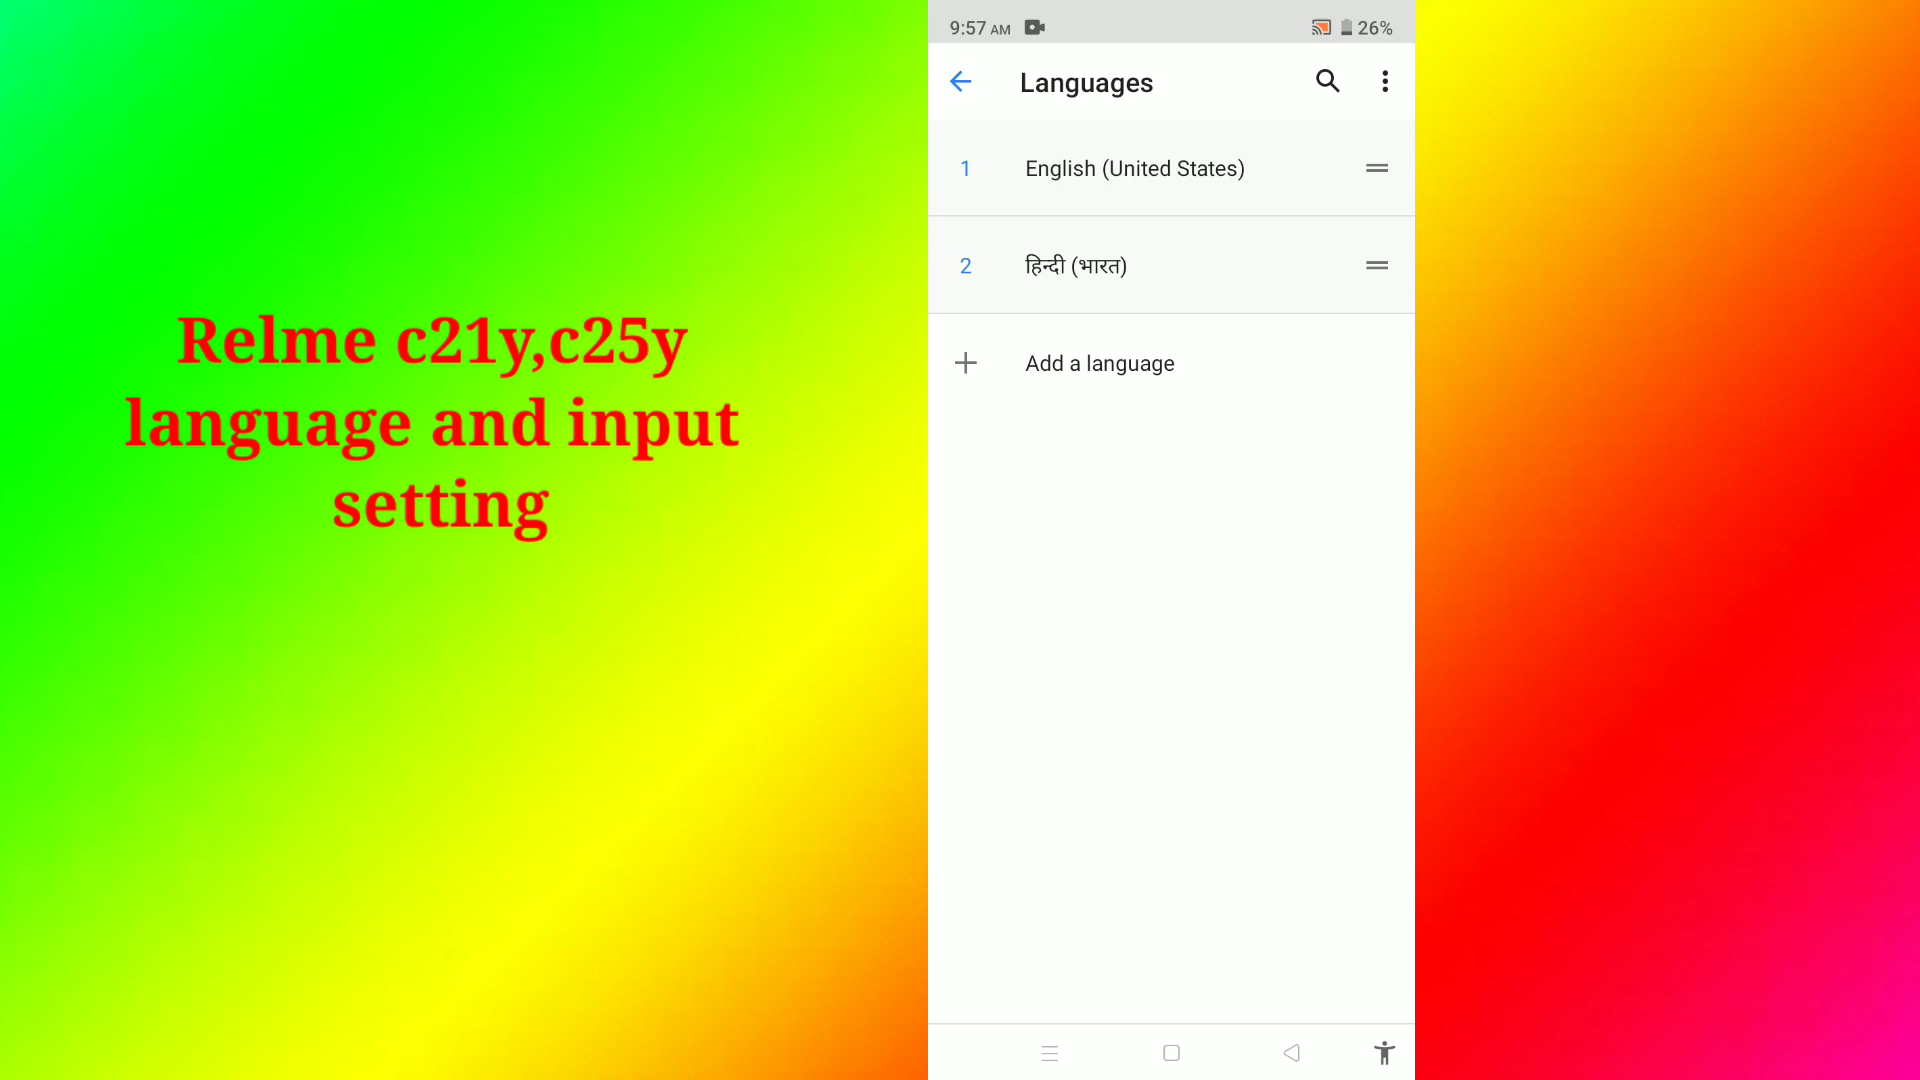 Relme c21y,c25y
language and input
setting
9:57 AM
26%
Languages
1 English (United States)
2 हिन्दी (भारत)
Add a language